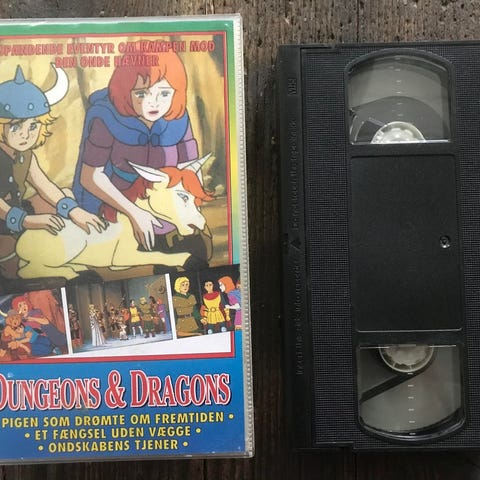 SPÆNDENDE EVENTYR OM KAMPEN MOD
DEN ONDE HÆVNER
DUNGEONS & DRAGONS
PIGEN SOM DRØMTE OM FREMTIDEN •
• ET FÆNGSEL UDEN VÆGGE •
• ONDSKABENS TJENER •